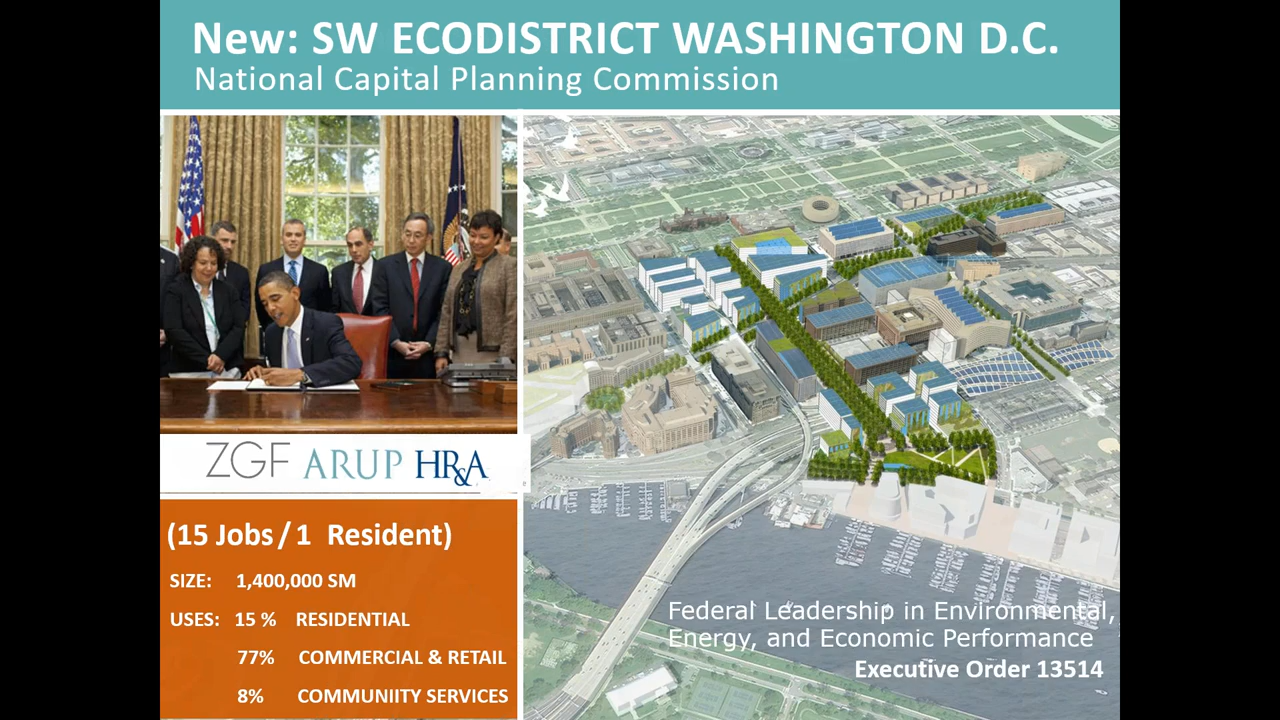 New: SW ECODISTRICT WASHINGTON D.C.
National Capital Planning Commission
ZGF ARUP HR&A
(15 Jobs / 1 Resident)
SIZE: 1,400,000 SM
USES: 15 % RESIDENTIAL
77% COMMERCIAL & RETAIL
8% COMMUNIITY SERVICES
Federal Leadership in Environmental,
Energy, and Economic Performance
Executive Order 13514